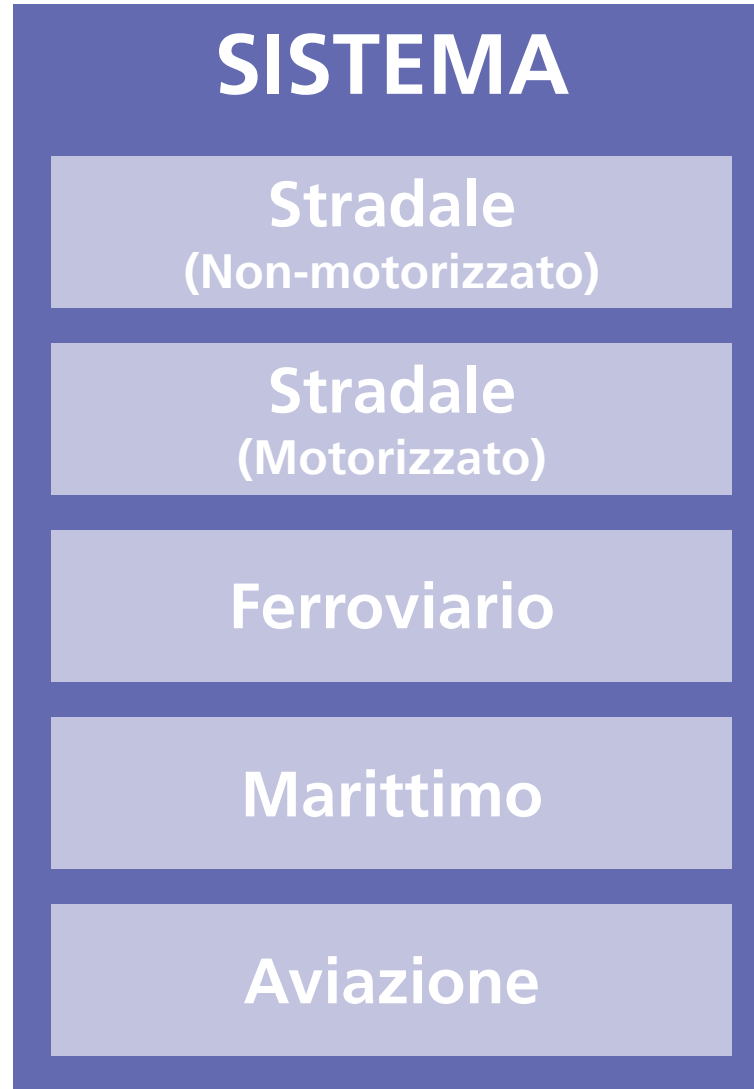 SISTEMA
Stradale
(Non-motorizzato)
Stradale
(Motorizzato)
Ferroviario
Marittimo
Aviazione